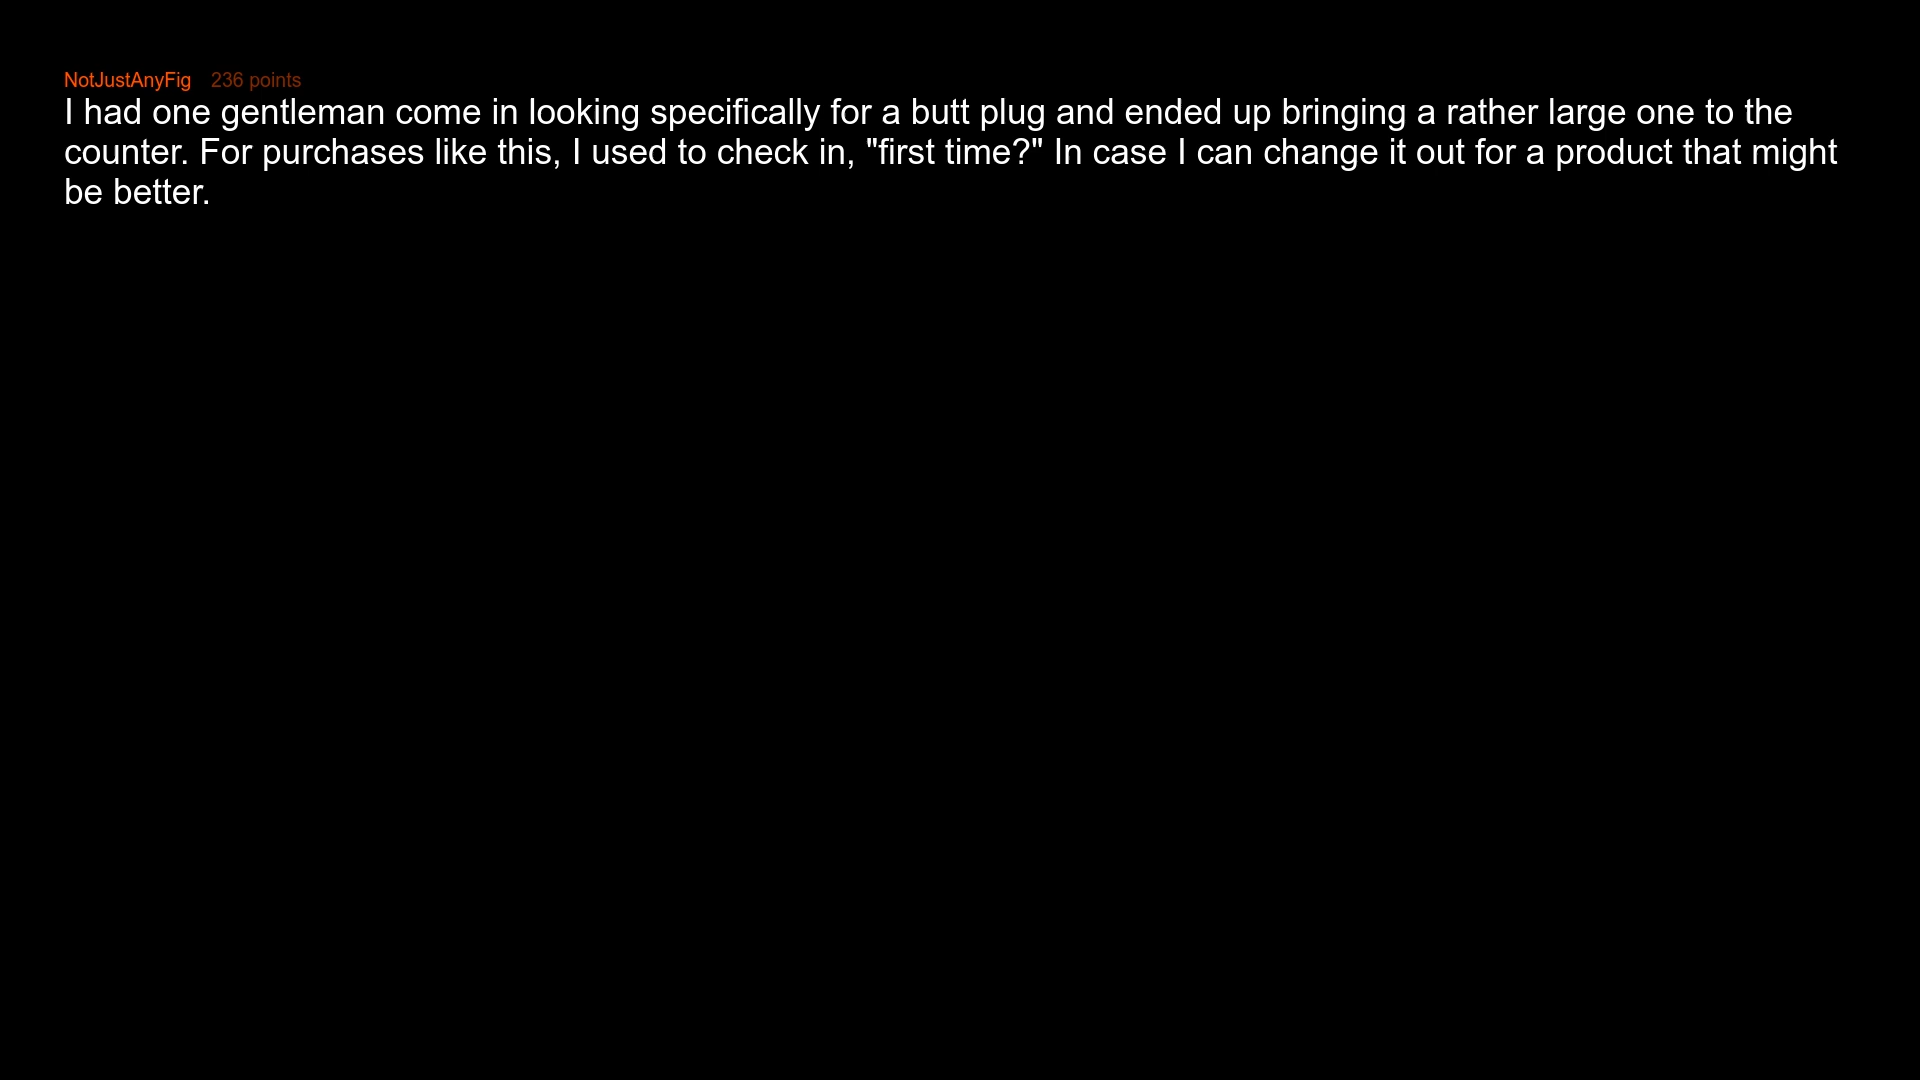 NotJustAnyFig 236 points
I had one gentleman come in looking specifically for a butt plug and ended up bringing a rather large one to the
counter. For purchases like this, I used to check in, "first time?" In case I can change it out for a product that might
be better.